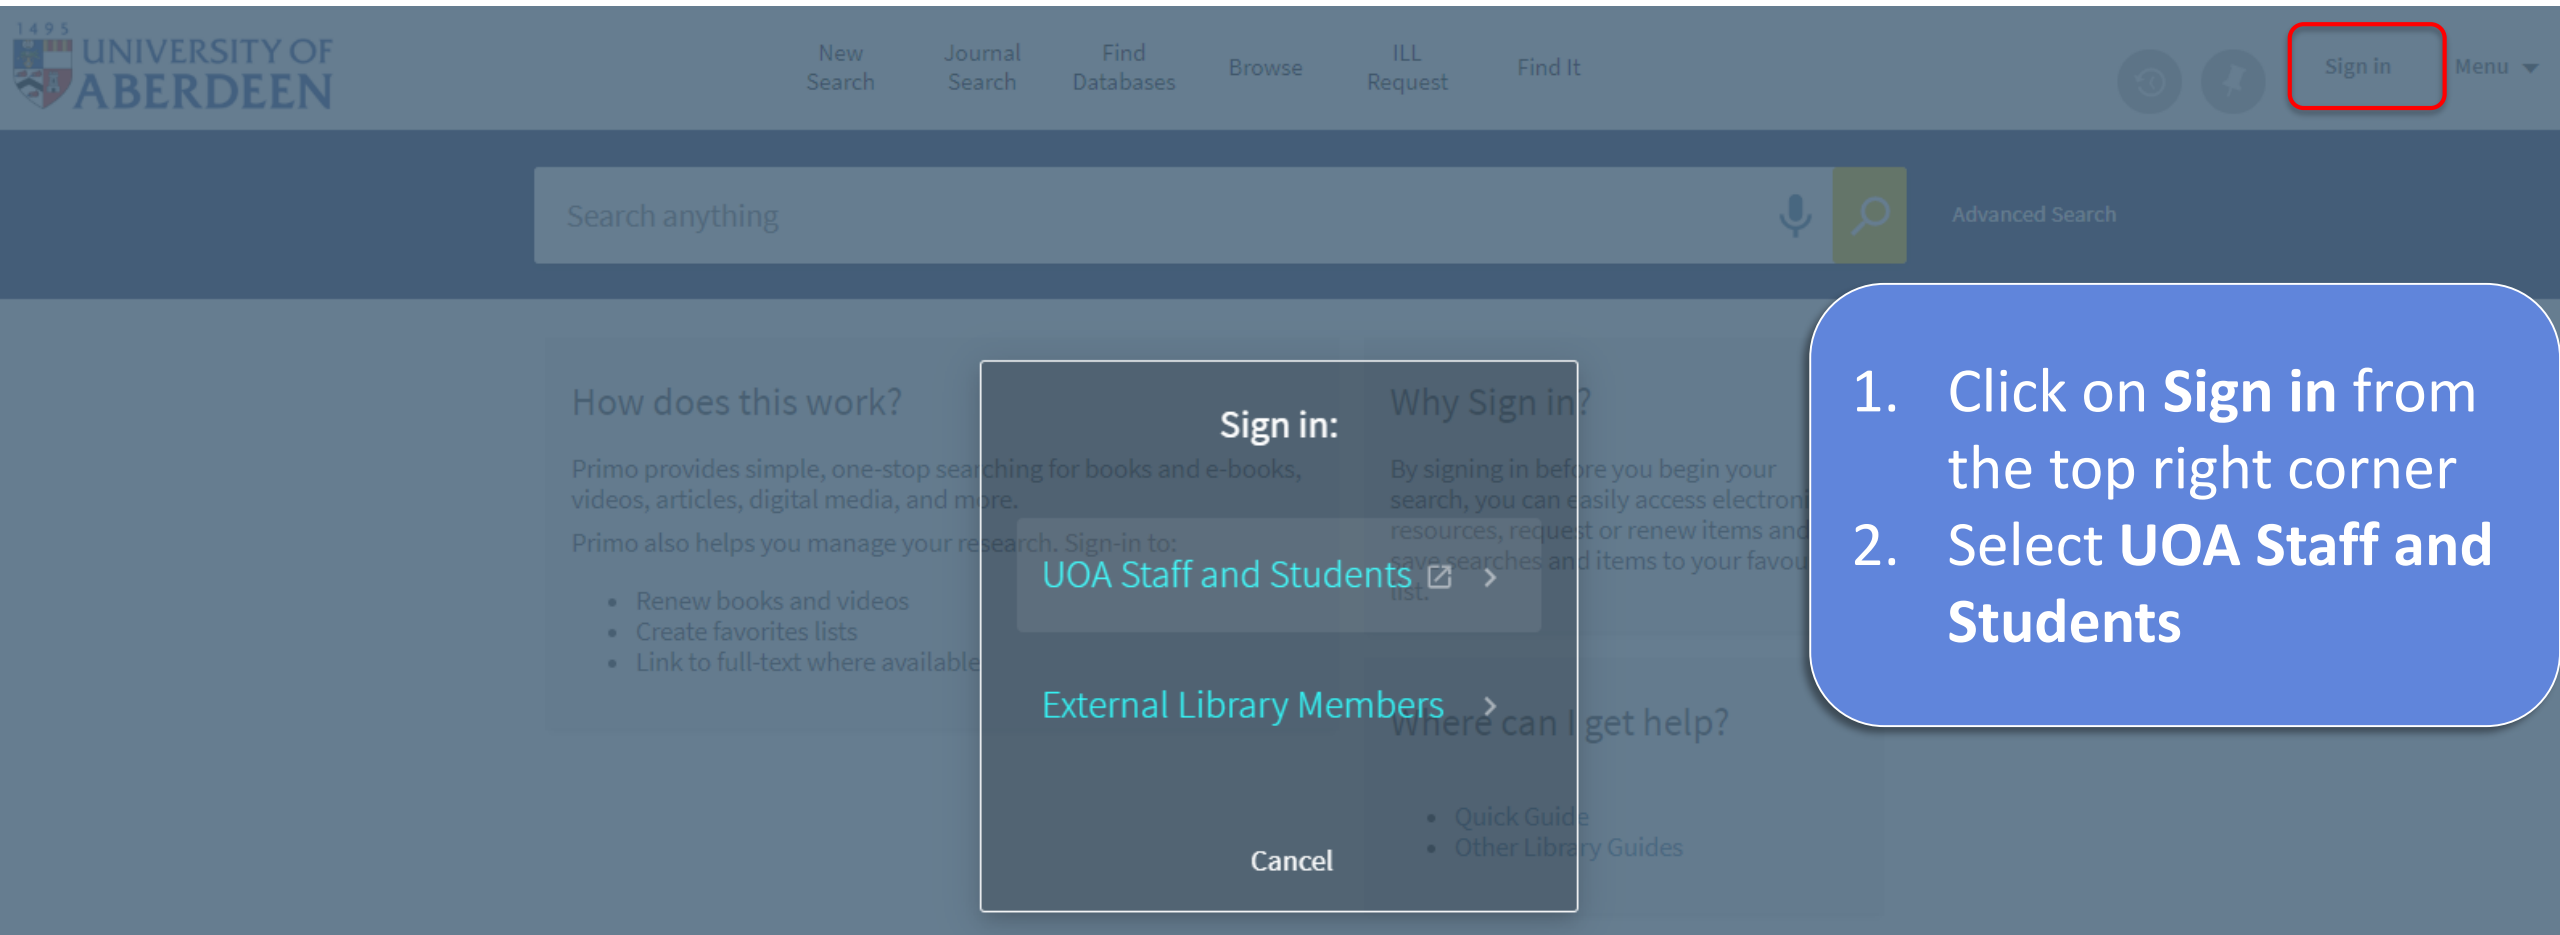 1495
UNIVERSITY OF
ABERDEEN
New
Search
Journal
Search
Find
Databases
Browse
ILL
Request
Find It
Sign in
Menu
Search anything
Advanced Search
How does this work?
Primo provides simple, one-stop searching for books and e-books,
videos, articles, digital media, and more.
Primo also helps you manage your research. Sign-in to:
• Renew books and videos
• Create favorites lists
• Link to full-text where available
Sign in:
UOA Staff and Students
External Library Members
Cancel
Why Sign in?
By signing in before you begin your
search, you can easily access electroni
resources, request or renew items and
save searches and items to your favou
list.
Where can I get help?
• Quick Guide
• Other Library Guides
1. Click on Sign in from
the top right corner
2. Select UOA Staff and
Students